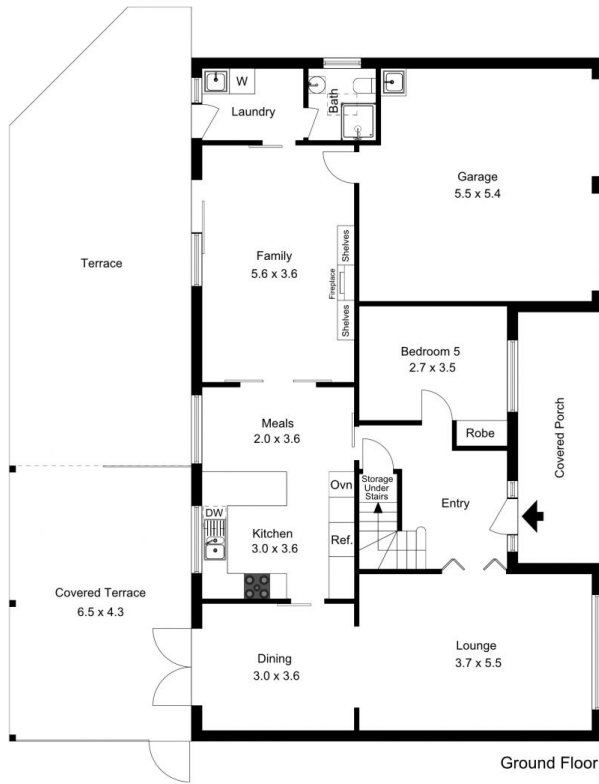 W
Laundry
Bath
Garage
5.5 x 5.4
Terrace
Family
5.6 x 3.6
Shelves
Fireplace
Shelves
Bedroom 5
2.7 x 3.5
Robe
Covered Porch
Meals
2.0 x 3.6
Storage
Under
Stairs
Entry
Ovn
DW
Kitchen
3.0 x 3.6
Ref.
Covered Terrace
6.5 x 4.3
Dining
3.0 x 3.6
Lounge
3.7 x 5.5
Ground Floor